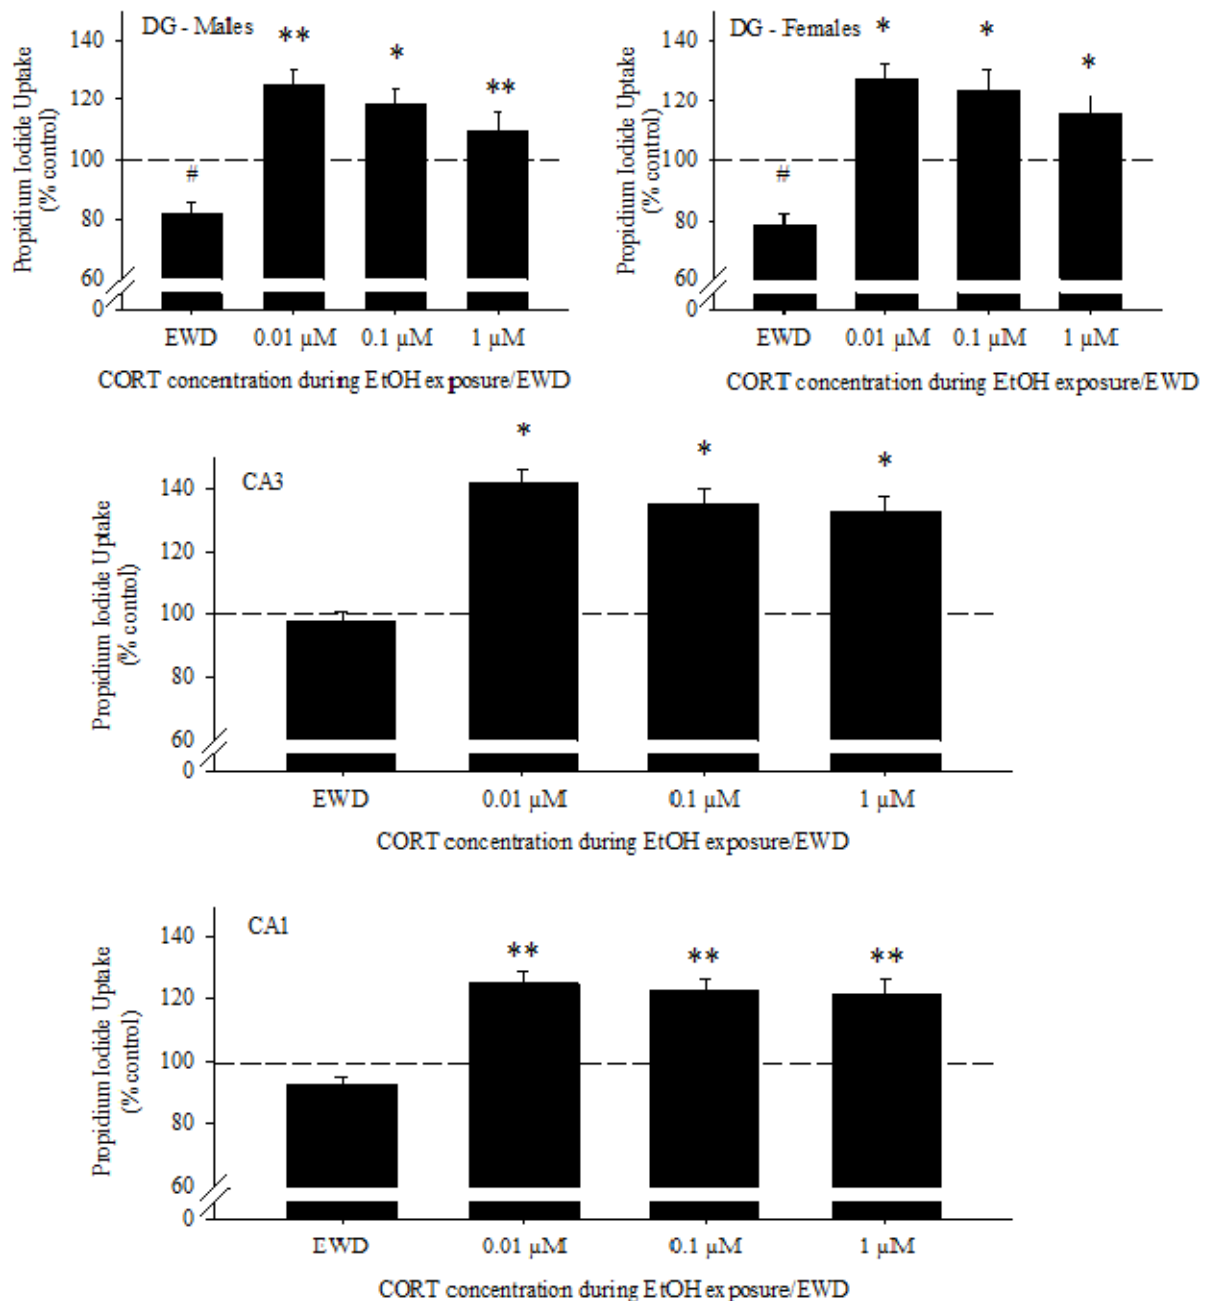 DG - Males
** * **
#
140
120
100
80
60
0
Propidium Iodide Uptake
(% control)
EWD 0.01 µM 0.1 µM 1 µM
CORT concentration during EtOH exposure/EWD
DG - Females
* * *
#
140
120
100
80
60
0
Propidium Iodide Uptake
(% control)
EWD 0.01 µM 0.1 µM 1 µM
CORT concentration during EtOH exposure/EWD
CA3
* * *
140
120
100
80
60
0
Propidium Iodide Uptake
(% control)
EWD 0.01 µM 0.1 µM 1 µM
CORT concentration during EtOH exposure/EWD
CA1
** ** **
140
120
100
80
60
0
Propidium Iodide Uptake
(% control)
EWD 0.01 µM 0.1 µM 1 µM
CORT concentration during EtOH exposure/EWD